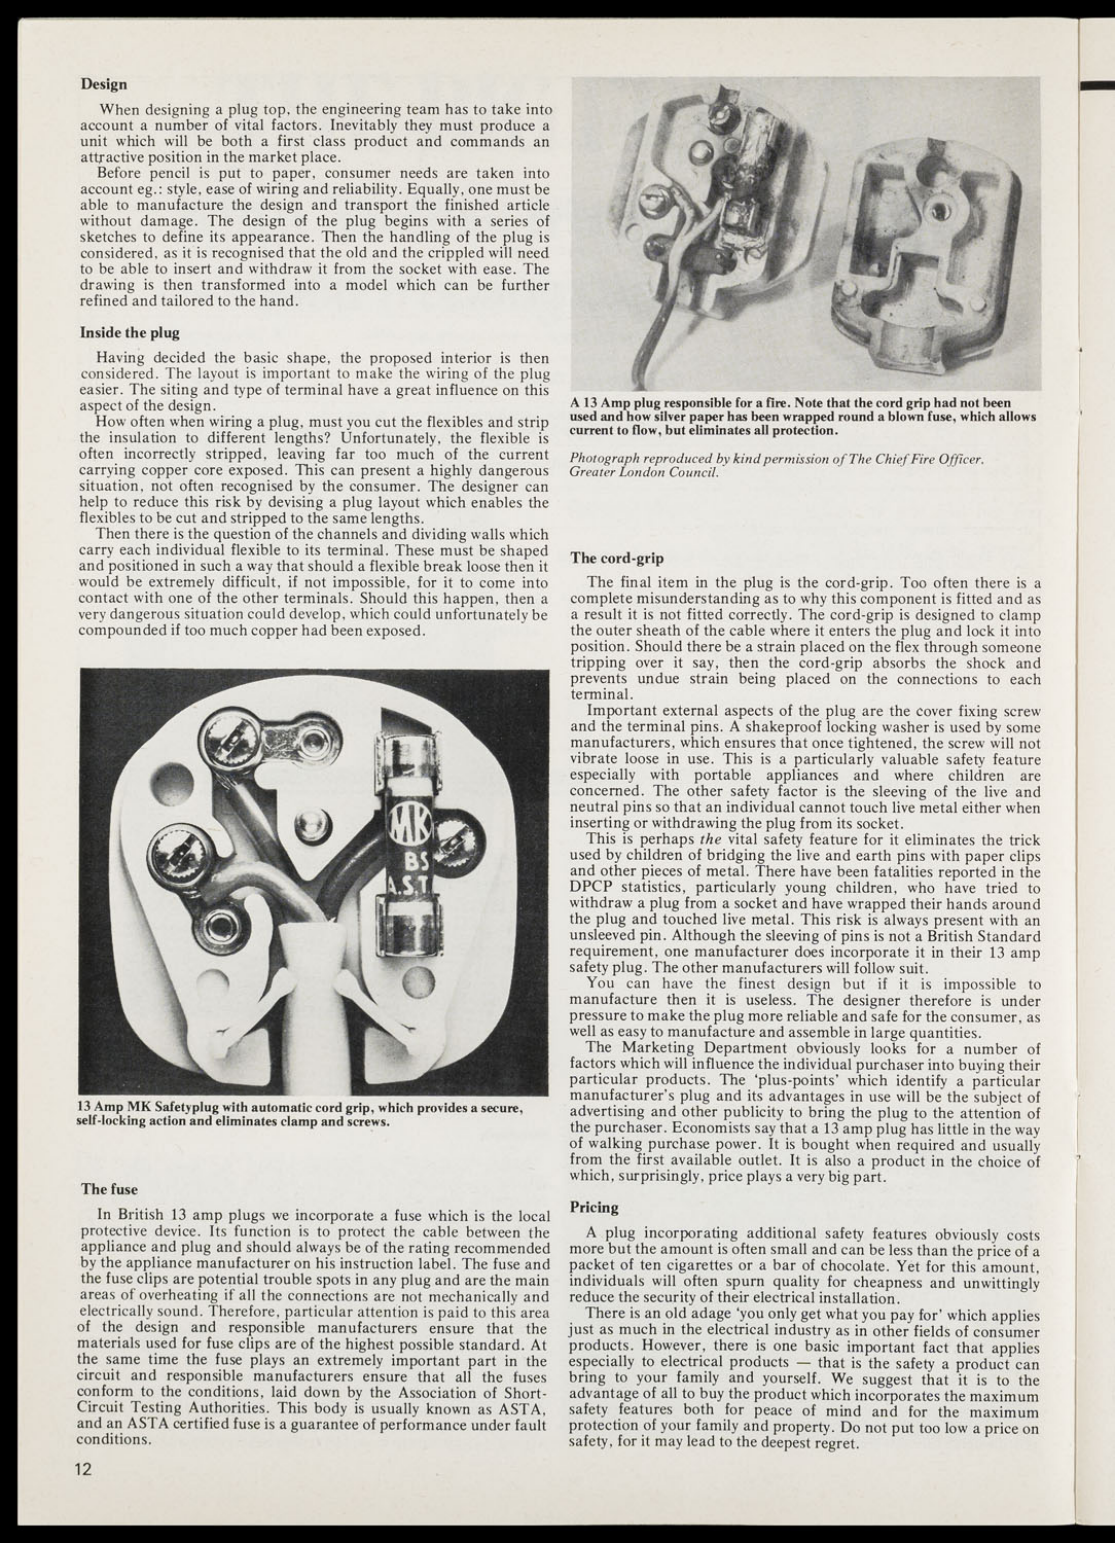 Design
When designing a plug top, the engineering team has to take into
account a number of vital factors. Inevitably they must produce a
unit which will be both a first class product and commands an
attractive position in the market place.
Before pencil is put to paper, consumer needs are taken into
account eg.: style, ease of wiring and reliability. Equally, one must be
able to manufacture the design and transport the finished article
without damage. The design of the plug begins with a series of
sketches to define its appearance. Then the handling of the plug is
considered, as it is recognised that the old and the crippled will need
to be able to insert and withdraw it from the socket with ease. The
drawing is then transformed into a model which can be further
refined and tailored to the hand.
Inside the plug
Having decided the basic shape, the proposed interior is then
considered. The layout is important to make the wiring of the plug
easier. The siting and type of terminal have a great influence on this
aspect of the design.
How often when wiring a plug, must you cut the flexibles and strip
the insulation to different lengths? Unfortunately, the flexible is
often incorrectly stripped, leaving far too much of the current
carrying copper core exposed. This can present a highly dangerous
situation, not often recognised by the consumer. The designer can
help to reduce this risk by devising a plug layout which enables the
flexibles to be cut and stripped to the same lengths.
Then there is the question of the channels and dividing walls which
carry each individual flexible to its terminal. These must be shaped
and positioned in such a way that should a flexible break loose then it
would be extremely difficult, if not impossible, for it to come into
contact with one of the other terminals. Should this happen, then a
very dangerous situation could develop, which could unfortunately be
compounded if too much copper had been exposed.
MK
BS
A.S.T.
13 Amp MK Safetyplug with automatic cord grip, which provides a secure,
self-locking action and eliminates clamp and screws.
The fuse
In British 13 amp plugs we incorporate a fuse which is the local
protective device. Its function is to protect the cable between the
appliance and plug and should always be of the rating recommended
by the appliance manufacturer on his instruction label. The fuse and
the fuse clips are potential trouble spots in any plug and are the main
areas of overheating if all the connections are not mechanically and
electrically sound. Therefore, particular attention is paid to this area
of the design and responsible manufacturers ensure that the
materials used for fuse clips are of the highest possible standard. At
the same time the fuse plays an extremely important part in the
circuit and responsible manufacturers ensure that all the fuses
conform to the conditions, laid down by the Association of Short-
Circuit Testing Authorities. This body is usually known as ASTA,
and an ASTA certified fuse is a guarantee of performance under fault
conditions.
12
A 13 Amp plug responsible for a fire. Note that the cord grip had not been
used and how silver paper has been wrapped round a blown fuse, which allows
current to flow, but eliminates all protection.
Photograph reproduced by kind permission of The Chief Fire Officer.
Greater London Council.
The cord-grip
The final item in the plug is the cord-grip. Too often there is a
complete misunderstanding as to why this component is fitted and as
a result it is not fitted correctly. The cord-grip is designed to clamp
the outer sheath of the cable where it enters the plug and lock it into
position. Should there be a strain placed on the flex through someone
tripping over it say, then the cord-grip absorbs the shock and
prevents undue strain being placed on the connections to each
terminal.
Important external aspects of the plug are the cover fixing screw
and the terminal pins. A shakeproof locking washer is used by some
manufacturers, which ensures that once tightened, the screw will not
vibrate loose in use. This is a particularly valuable safety feature
especially with portable appliances and where children are
concerned. The other safety factor is the sleeving of the live and
neutral pins so that an individual cannot touch live metal either when
inserting or withdrawing the plug from its socket.
This is perhaps the vital safety feature for it eliminates the trick
used by children of bridging the live and earth pins with paper clips
and other pieces of metal. There have been fatalities reported in the
DPCP statistics, particularly young children, who have tried to
withdraw a plug from a socket and have wrapped their hands around
the plug and touched live metal. This risk is always present with an
unsleeved pin. Although the sleeving of pins is not a British Standard
requirement, one manufacturer does incorporate it in their 13 amp
safety plug. The other manufacturers will follow suit.
You can have the finest design but if it is impossible to
manufacture then it is useless. The designer therefore is under
pressure to make the plug more reliable and safe for the consumer, as
well as easy to manufacture and assemble in large quantities.
The Marketing Department obviously looks for a number of
factors which will influence the individual purchaser into buying their
particular products. The ‘plus-points’ which identify a particular
manufacturer’s plug and its advantages in use will be the subject of
advertising and other publicity to bring the plug to the attention of
the purchaser. Economists say that a 13 amp plug has little in the way
of walking purchase power. It is bought when required and usually
from the first available outlet. It is also a product in the choice of
which, surprisingly, price plays a very big part.
Pricing
A plug incorporating additional safety features obviously costs
more but the amount is often small and can be less than the price of a
packet of ten cigarettes or a bar of chocolate. Yet for this amount,
individuals will often spurn quality for cheapness and unwittingly
reduce the security of their electrical installation.
There is an old adage ‘you only get what you pay for’ which applies
just as much in the electrical industry as in other fields of consumer
products. However, there is one basic important fact that applies
especially to electrical products — that is the safety a product can
bring to your family and yourself. We suggest that it is to the
advantage of all to buy the product which incorporates the maximum
safety features both for peace of mind and for the maximum
protection of your family and property. Do not put too low a price on
safety, for it may lead to the deepest regret.